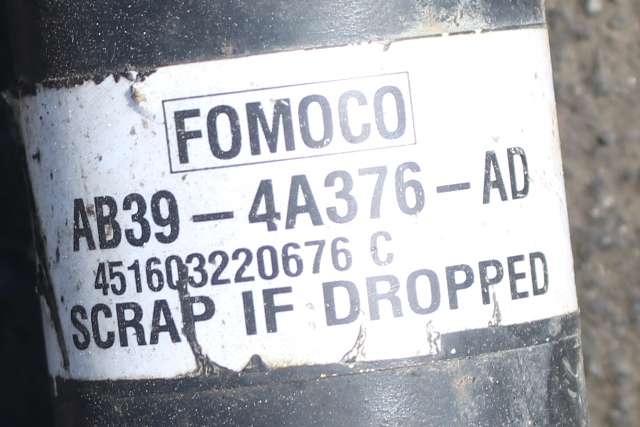 FOMOCO
AB39-4A376-AD
451603220676 C
SCRAP IF DROPPED